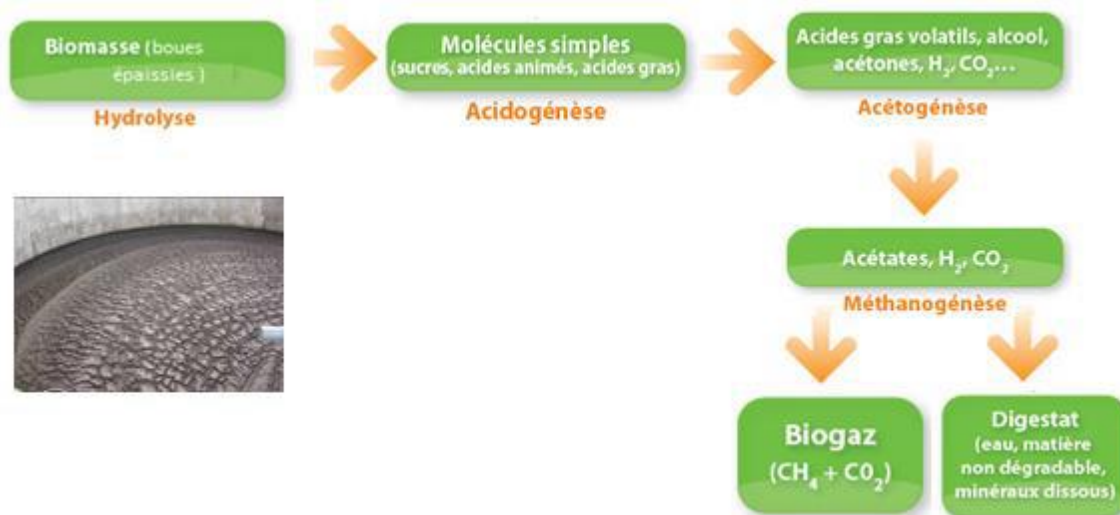 Biomasse (boues
épaissies )
Hydrolyse
Molécules simples
(sucres, acides animés, acides gras)
Acidogénèse
Acides gras volatils, alcool,
acétones, H₂, CO₂...
Acétogénèse
Acétates, H₂, CO₂
Méthanogénèse
Biogaz
(CH₄ + CO₂)
Digestat
(eau, matière
non dégradable,
minéraux dissous)